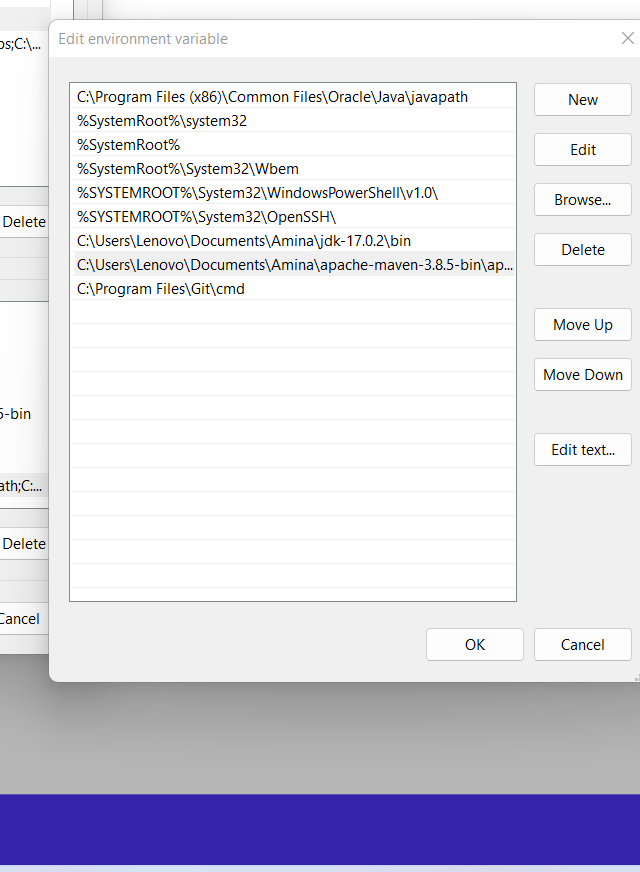 os;C:\...
Edit environment variable
C:\Program Files (x86)\Common Files\Oracle\Java\javapath
New
%SystemRoot%\system32
%SystemRoot%
Edit
%SystemRoot%\System32\Wbem
%SYSTEMROOT%\System32\WindowsPowerShell\v1.0\
Browse...
%SYSTEMROOT%\System32\OpenSSH\
Delete
C:\Users\Lenovo\Documents\Amina\jdk-17.0.2\bin
Delete
C:\Users\Lenovo\Documents\Amina\apache-maven-3.8.5-bin\ap...
C:\Program Files\Git\cmd
Move Up
Move Down
5-bin
Edit text...
ath;C:...
Delete
Cancel
OK
Cancel